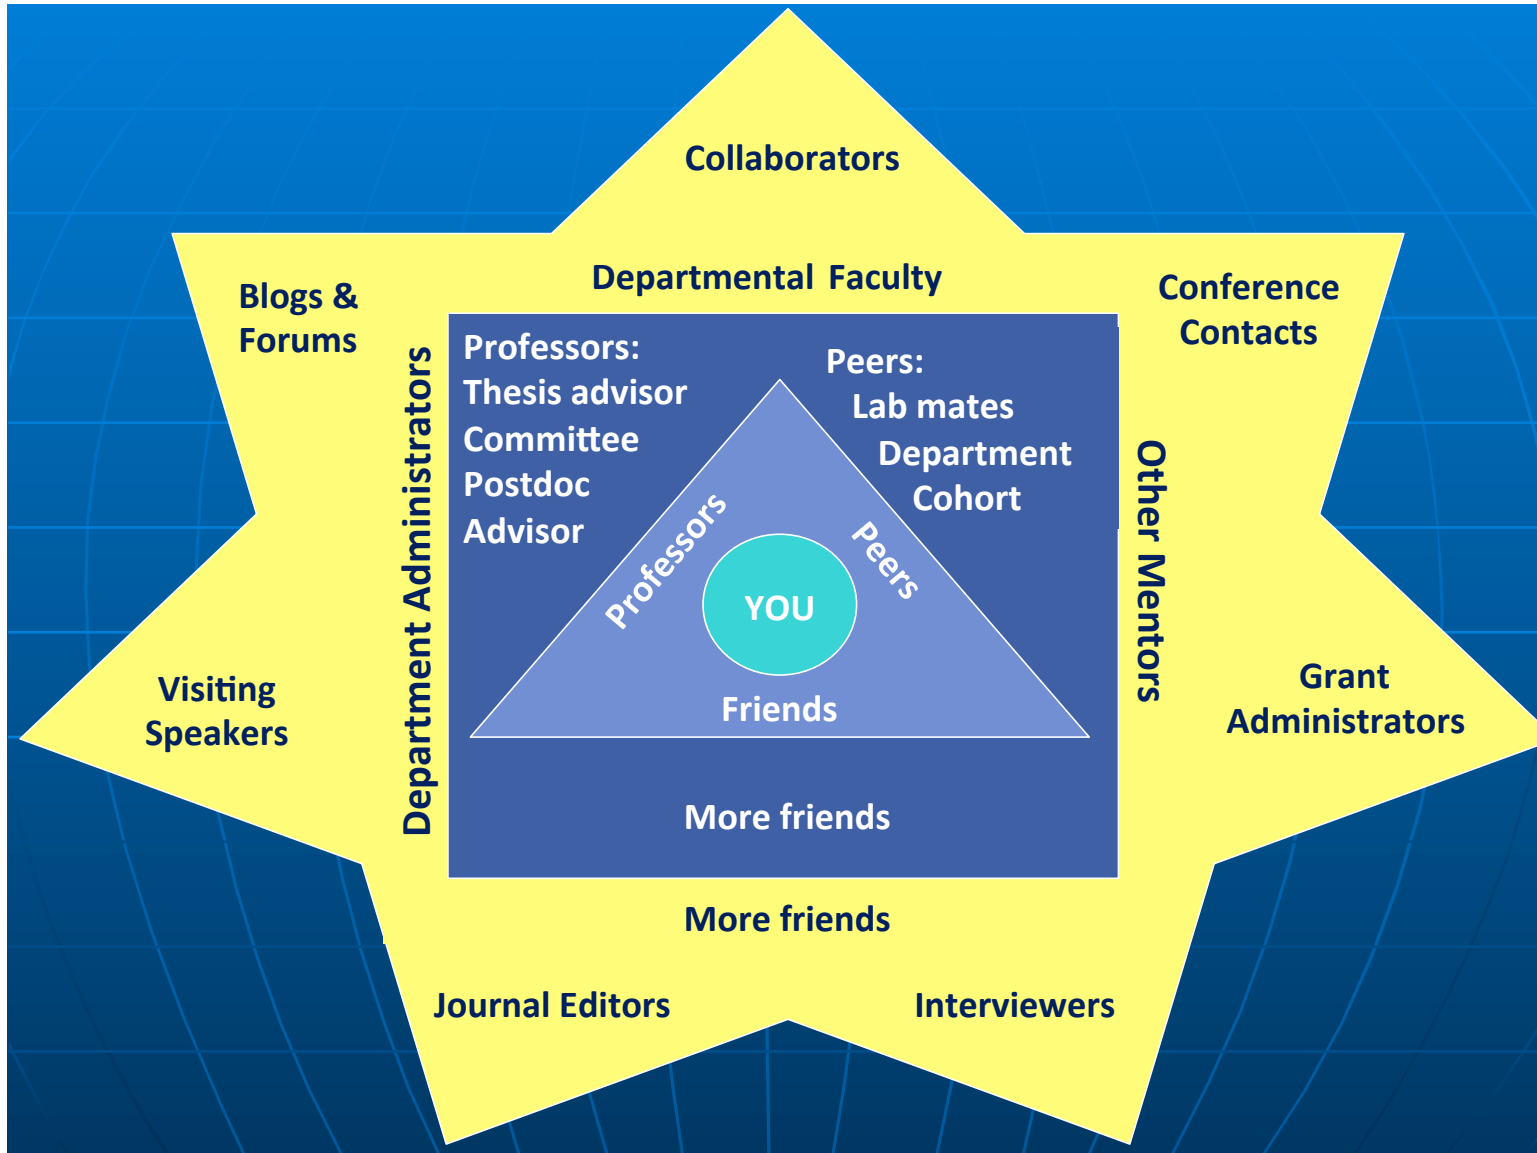 Collaborators
Departmental Faculty
Blogs &
Forums
Conference
Contacts
Department Administrators
Professors:
Thesis advisor
Committee
Postdoc
Advisor
Peers:
Lab mates
Department
Cohort
Other Mentors
Professors
Peers
YOU
Friends
Visiting
Speakers
Grant
Administrators
More friends
More friends
Journal Editors
Interviewers